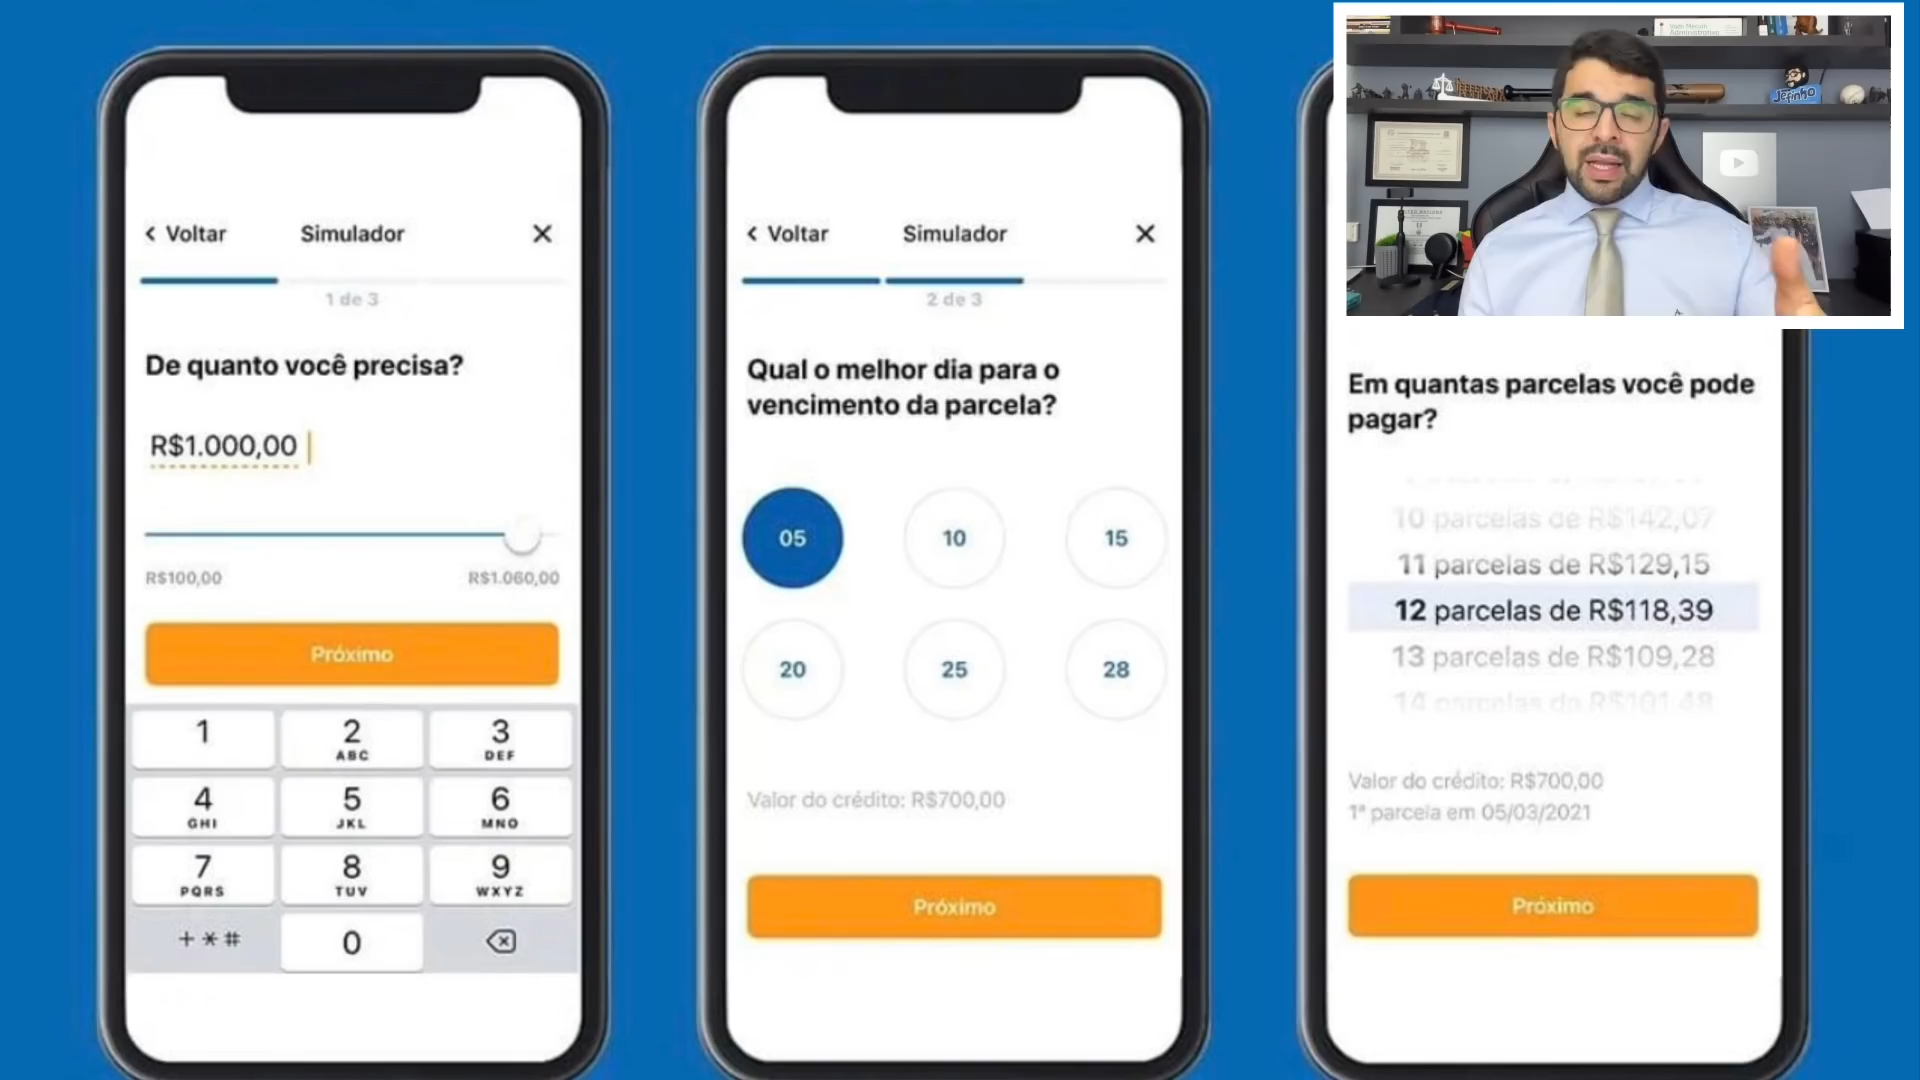 < Voltar
Simulador
1 de 3
De quanto você precisa?
R$1.000,00
R$100,00
R$1.060,00
Próximo
1
2
ABC
3
DEF
4
GHI
5
JKL
6
MNO
7
PQRS
8
TUV
9
WXYZ
+*#
0
< Voltar
Simulador
2 de 3
Qual o melhor dia para o
vencimento da parcela?
05
10
15
20
25
28
Valor do crédito: R$700,00
Próximo
Vade Mecum
Administrativo
Jefinho
Em quantas parcelas você pode
pagar?
10 parcelas de R$142,07
11 parcelas de R$129,15
12 parcelas de R$118,39
13 parcelas de R$109,28
14 parcelas de R$101,48
Valor do crédito: R$700,00
1ª parcela em 05/03/2021
Próximo